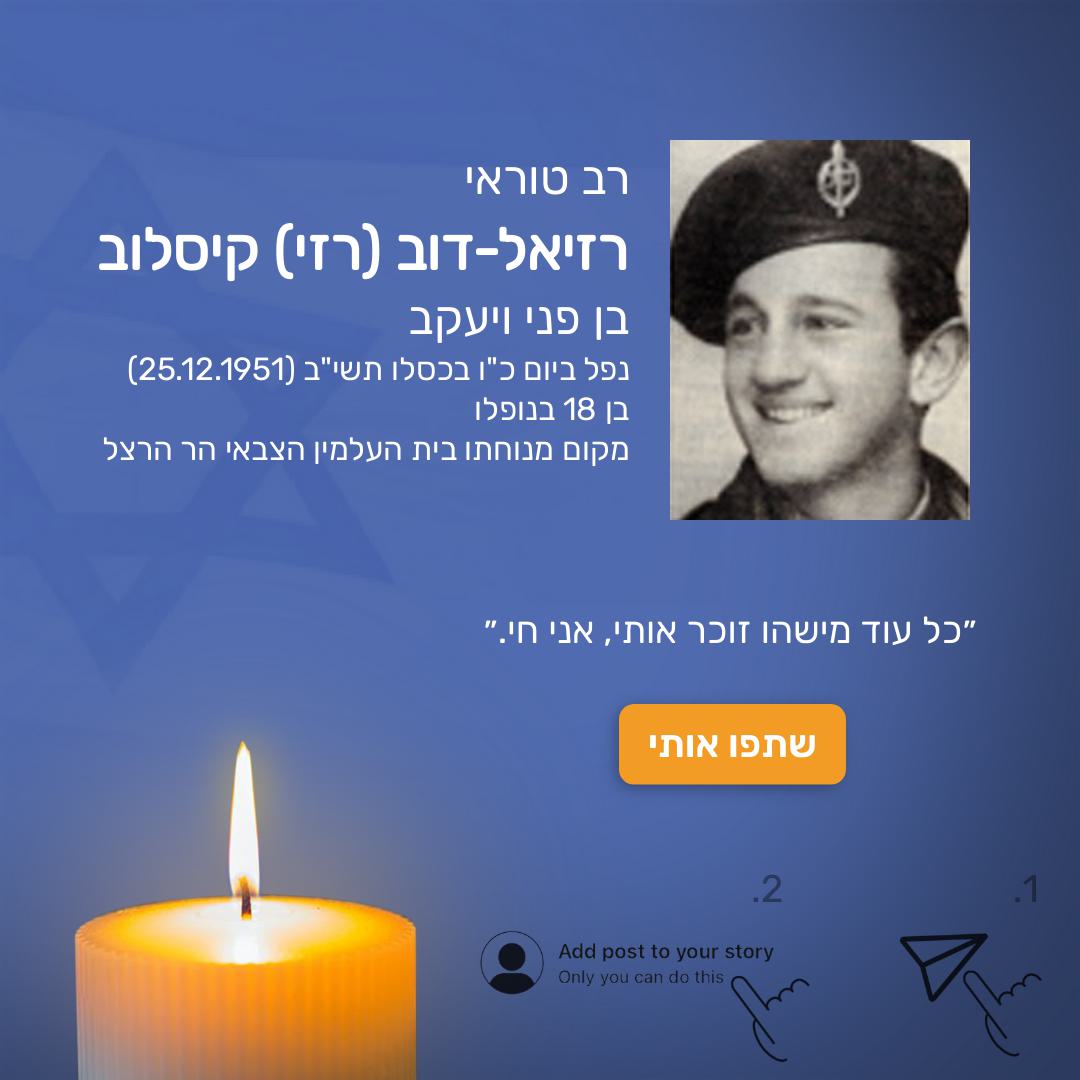 רב טוראי
רזיאל-דוב (רזי) קיסלוב
בן פני ויעקב
נפל ביום כ"ו בכסלו תשי"ב (25.12.1951)
בן 18 בנופלו
מקום מנוחתו בית העלמין הצבאי הר הרצל
״כל עוד מישהו זוכר אותי, אני חי.״
שתפו אותי
.1
.2
Add post to your story
Only you can do this